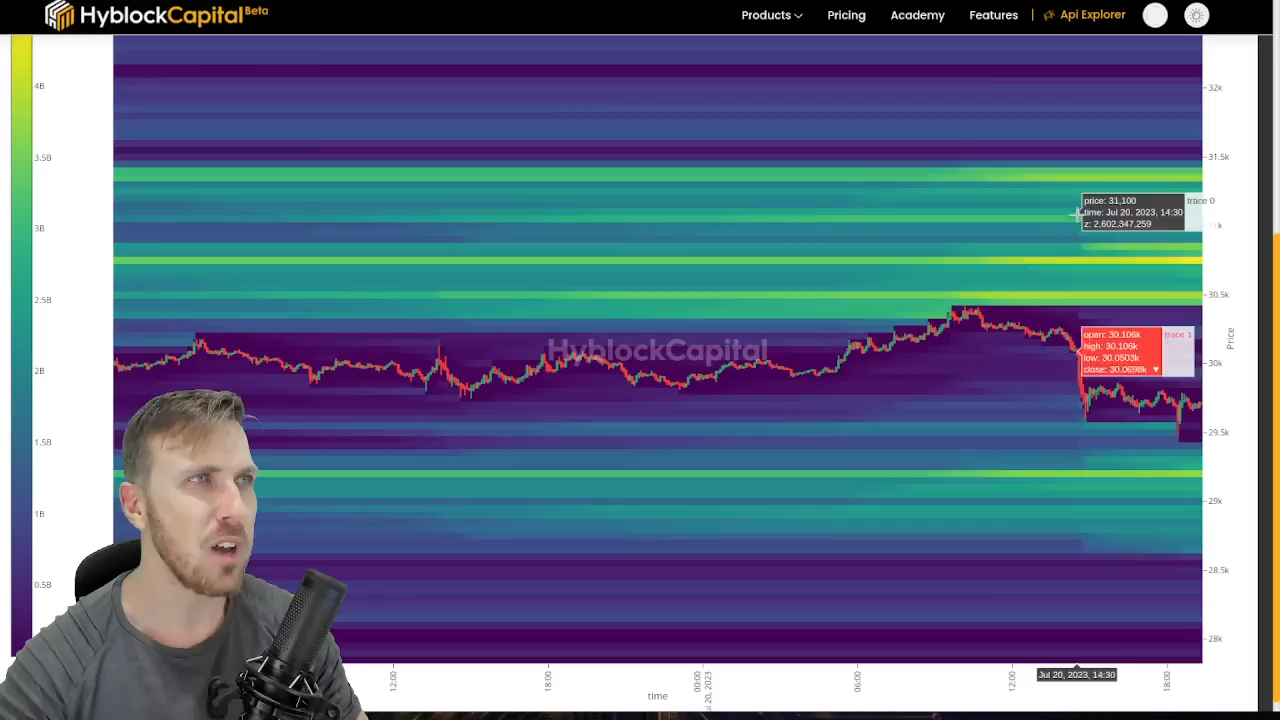 HyblockCapital Beta
Products
Pricing
Academy
Features
Api Explorer
4B
3.5B
3B
2.5B
2B
1.5B
1B
0.5B
32k
31.5k
price: 31,100
time: Jul 20, 2023, 14:30
z: 2,602,347,259
trace 0
30.5k
open: 30.106k
high: 30.106k
low: 30.0503k
close: 30.0698k ▼
trace 1
HyblockCapital
30k
29.5k
29k
28.5k
28k
Price
12:00
18:00
00:00
Jul 20, 2023
06:00
12:00
Jul 20, 2023, 14:30
18:00
time